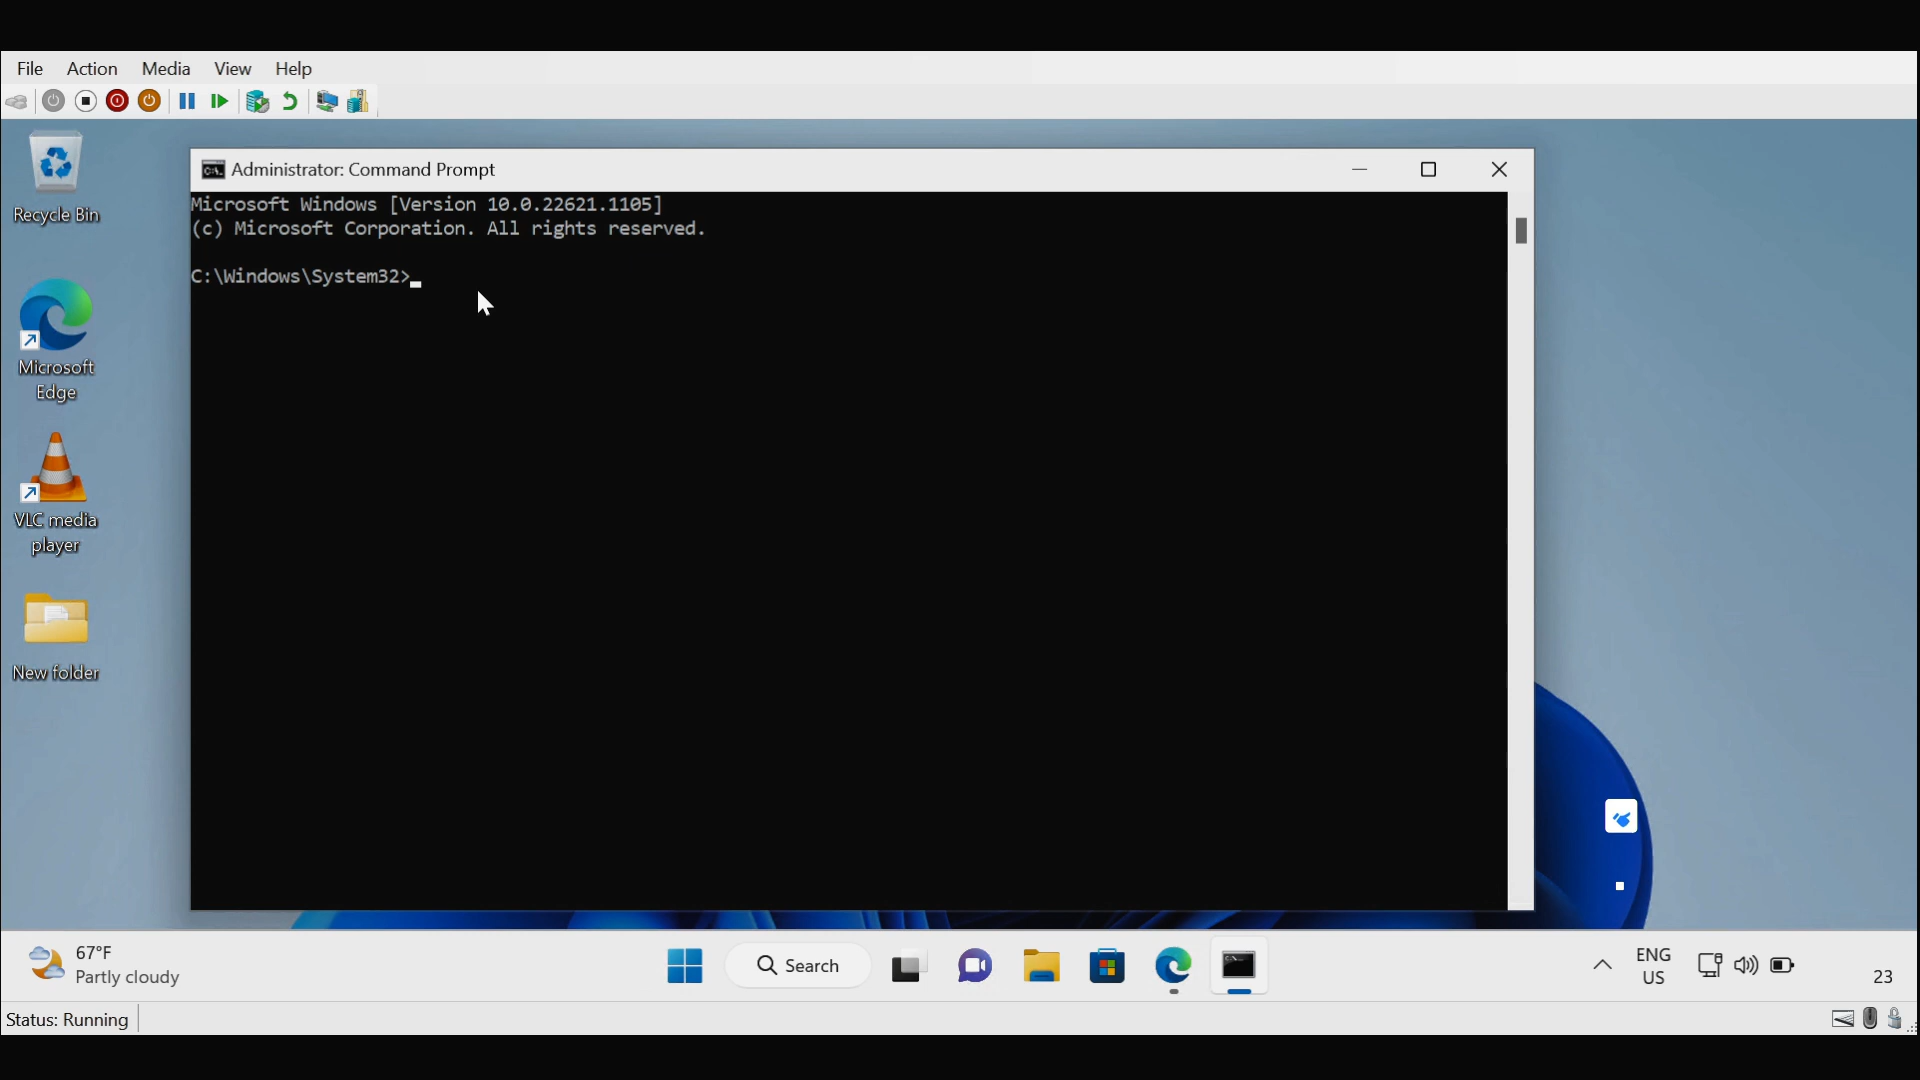 File Action Media View Help
Recycle Bin
Microsoft
Edge
VLC media
player
New folder
Administrator: Command Prompt
Microsoft Windows [Version 10.0.22621.1105]
(c) Microsoft Corporation. All rights reserved.
C:\Windows\System32>
67°F
Partly cloudy
Search
ENG
US
23
Status: Running